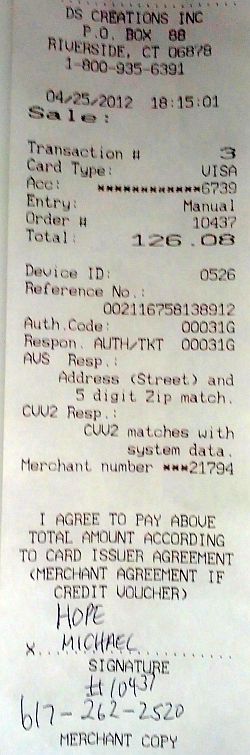 DS CREATIONS INC
P.O. BOX 88
RIVERSIDE, CT 06878
1-800-935-6391
04/25/2012 18:15:01
Sale:
Transaction # 3
Card Type: VISA
Acc: ************6739
Entry: Manual
Order # 10437
Total: 126.08
Device ID: 0526
Reference No.:
002116758138912
Auth.Code: 00031G
Respon. AUTH/TKT 00031G
AVS Resp.:
Address (Street) and
5 digit Zip match.
CVV2 Resp.:
CVV2 matches with
system data.
Merchant number ***21794
I AGREE TO PAY ABOVE
TOTAL AMOUNT ACCORDING
TO CARD ISSUER AGREEMENT
(MERCHANT AGREEMENT IF
CREDIT VOUCHER)
HOPE
X. MICHAEL
SIGNATURE
#10437
617-262-2520
MERCHANT COPY